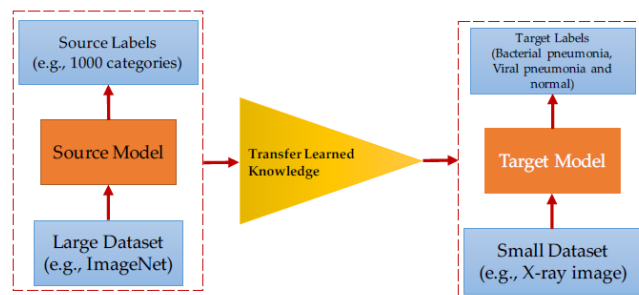 Source Labels
(e.g., 1000 categories)
Source Model
Large Dataset
(e.g., ImageNet)
Transfer Learned
Knowledge
Target Labels
(Bacterial pneumonia,
Viral pneumonia and
normal)
Target Model
Small Dataset
(e.g., X-ray image)